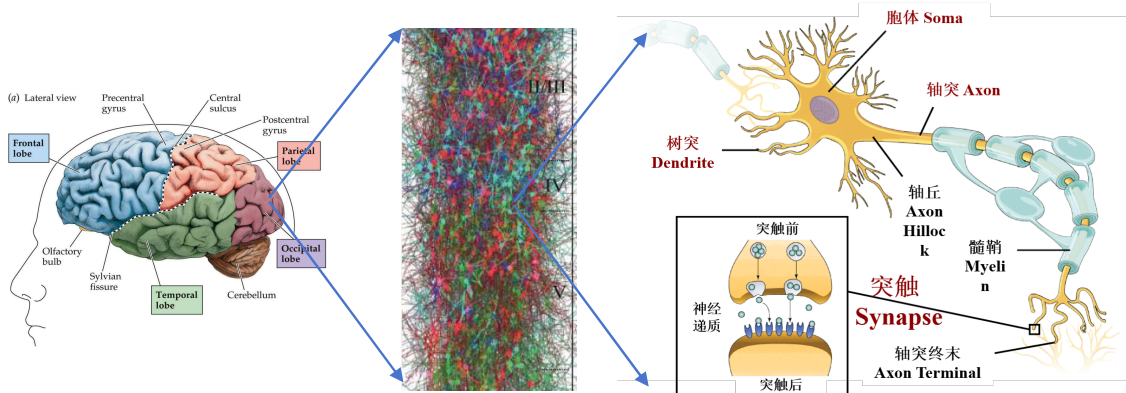 (a) Lateral view
Precentral
gyrus
Central
sulcus
Postcentral
gyrus
Frontal
lobe
Parietal
lobe
Olfactory
bulb
Sylvian
fissure
Temporal
lobe
Cerebellum
Occipital
lobe
II/III
IV
V
胞体 Soma
轴突 Axon
树突
Dendrite
轴丘
Axon
Hilloc
k
髓鞘
Myeli
n
突触
Synapse
轴突终末
Axon Terminal
突触前
神经
递质
突触后